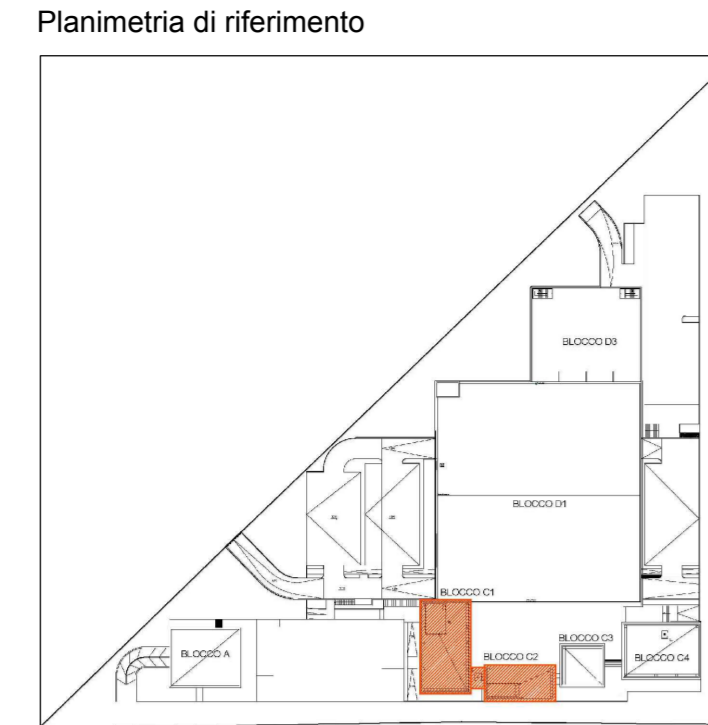 Planimetria di riferimento
BLOCCO D3
BLOCCO D1
BLOCCO C1
BLOCCO C3
BLOCCO A
BLOCCO C2
BLOCCO C4